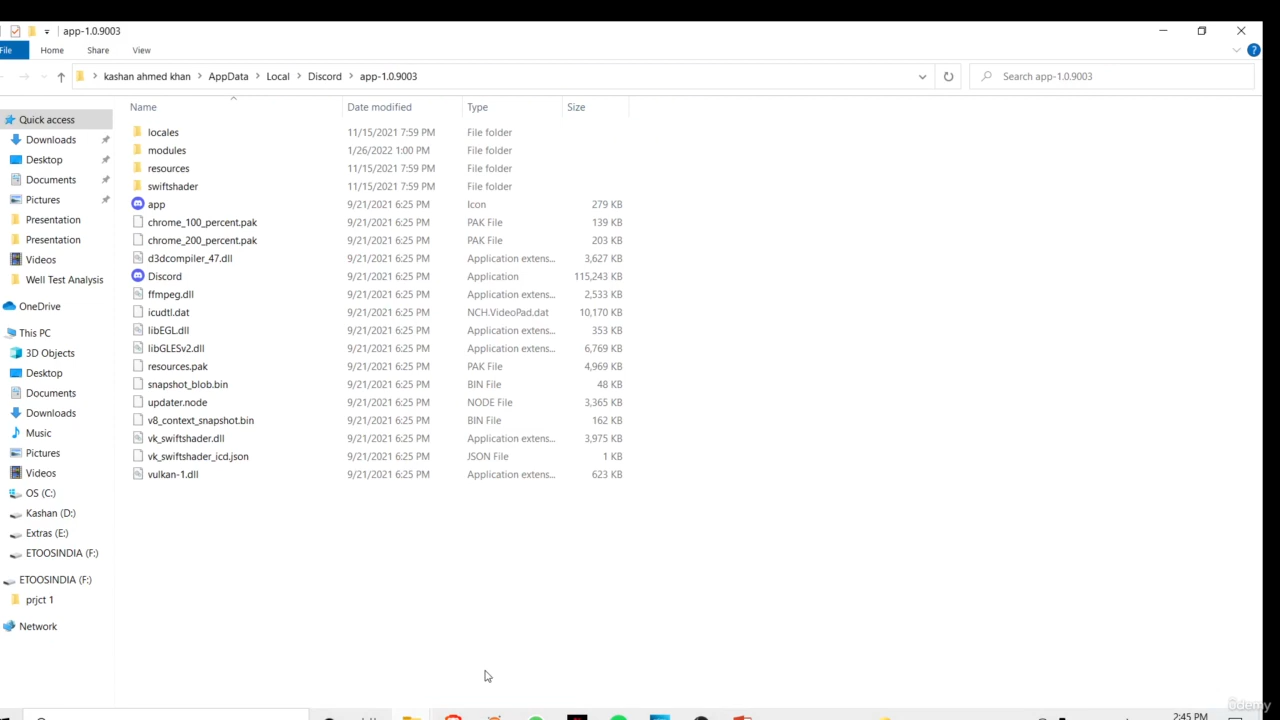 app-1.0.9003
File Home Share View
kashan ahmed khan AppData Local Discord app-1.0.9003 Search app-1.0.9003
Name Date modified Type Size
Quick access
Downloads
Desktop
Documents
Pictures
Presentation
Presentation
Videos
Well Test Analysis
OneDrive
This PC
3D Objects
Desktop
Documents
Downloads
Music
Pictures
Videos
OS (C:)
Kashan (D:)
Extras (E:)
ETOOSINDIA (F:)
ETOOSINDIA (F:)
prjct 1
Network
locales 11/15/2021 7:59 PM File folder
modules 1/26/2022 1:00 PM File folder
resources 11/15/2021 7:59 PM File folder
swiftshader 11/15/2021 7:59 PM File folder
app 9/21/2021 6:25 PM Icon 279 KB
chrome_100_percent.pak 9/21/2021 6:25 PM PAK File 139 KB
chrome_200_percent.pak 9/21/2021 6:25 PM PAK File 203 KB
d3dcompiler_47.dll 9/21/2021 6:25 PM Application extens... 3,627 KB
Discord 9/21/2021 6:25 PM Application 115,243 KB
ffmpeg.dll 9/21/2021 6:25 PM Application extens... 2,533 KB
icudtl.dat 9/21/2021 6:25 PM NCH.VideoPad.dat 10,170 KB
libEGL.dll 9/21/2021 6:25 PM Application extens... 353 KB
libGLESv2.dll 9/21/2021 6:25 PM Application extens... 6,769 KB
resources.pak 9/21/2021 6:25 PM PAK File 4,969 KB
snapshot_blob.bin 9/21/2021 6:25 PM BIN File 48 KB
updater.node 9/21/2021 6:25 PM NODE File 3,365 KB
v8_context_snapshot.bin 9/21/2021 6:25 PM BIN File 162 KB
vk_swiftshader.dll 9/21/2021 6:25 PM Application extens... 3,975 KB
vk_swiftshader_icd.json 9/21/2021 6:25 PM JSON File 1 KB
vulkan-1.dll 9/21/2021 6:25 PM Application extens... 623 KB
udemy
2:45 PM